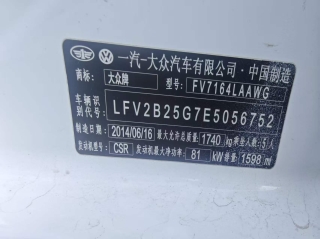 一汽-大众汽车有限公司·中国制造
商标: 大众牌 型号: FV7164LAAWG
车辆识别代号: LFV2B25G7E5056752
制造日期: 2014/06/16 最大允许总质量: 1740 kg 乘坐人数: 5人
发动机型号: CSR 发动机最大净功率: 81 kW 排量: 1598 ml